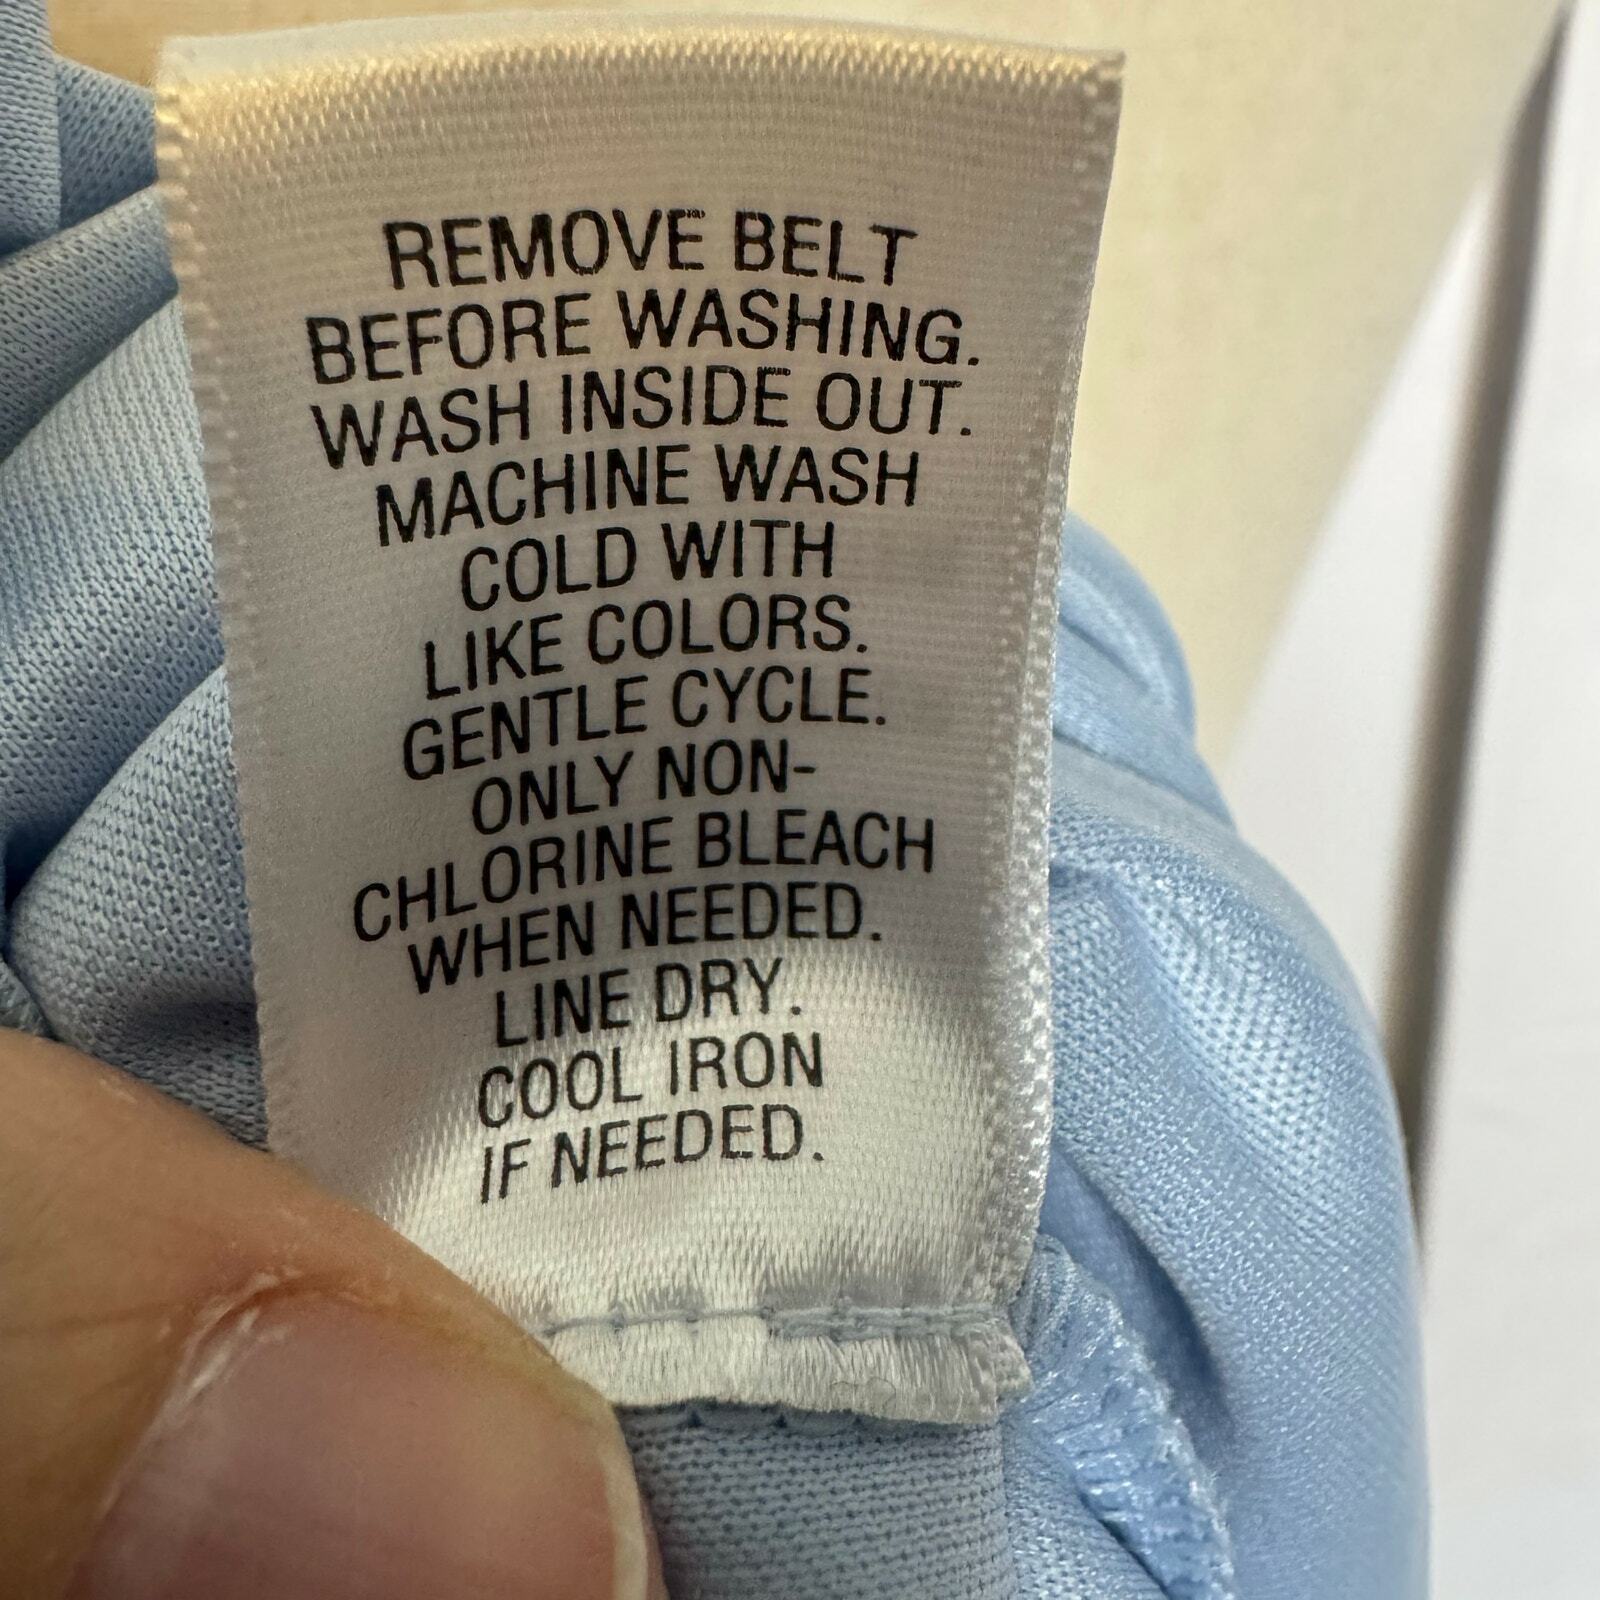 REMOVE BELT
BEFORE WASHING.
WASH INSIDE OUT.
MACHINE WASH
COLD WITH
LIKE COLORS.
GENTLE CYCLE.
ONLY NON-
CHLORINE BLEACH
WHEN NEEDED.
LINE DRY.
COOL IRON
IF NEEDED.